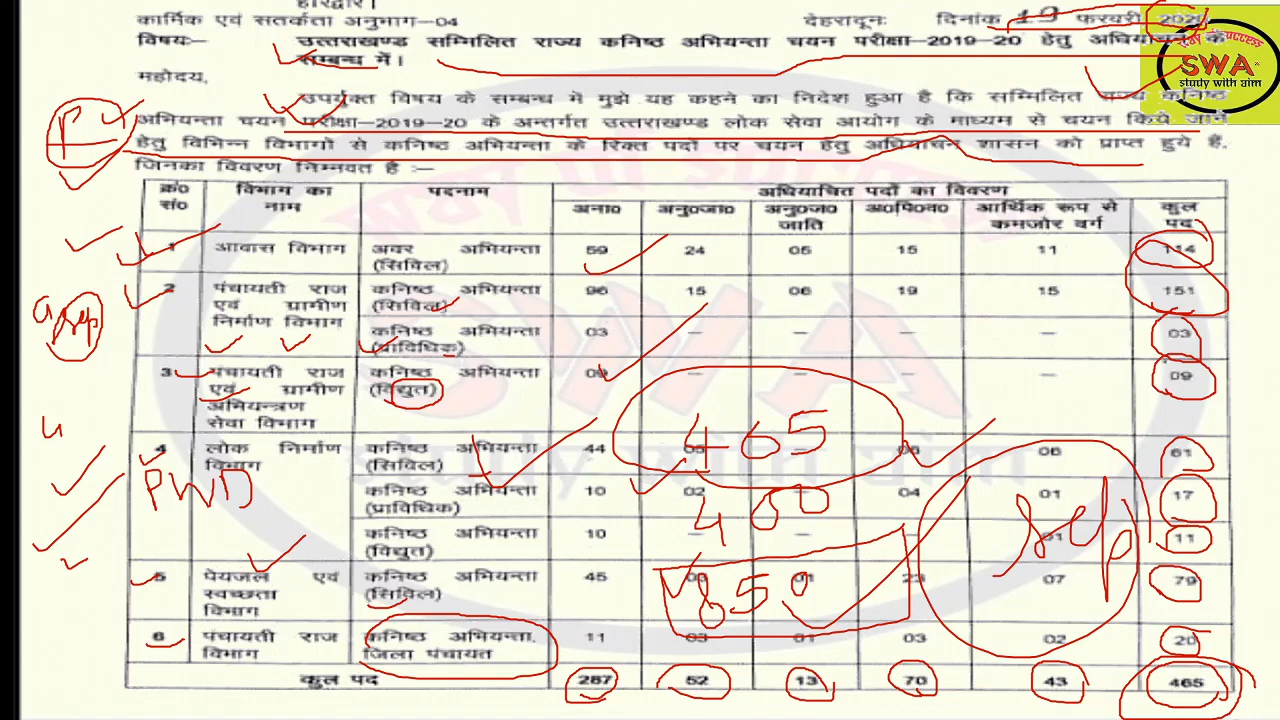 हरिद्वार।
कार्मिक एवं सतर्कता अनुभाग–04 देहरादूनः दिनांक 19 फरवरी 2020
विषयः– उत्तराखण्ड सम्मिलित राज्य कनिष्ठ अभियन्ता चयन परीक्षा–2019–20 हेतु अधियाचन के
सम्बन्ध में।
महोदय,
SWA
study with aim
उपर्युक्त विषय के सम्बन्ध में मुझे यह कहने का निदेश हुआ है कि सम्मिलित राज्य कनिष्ठ
अभियन्ता चयन परीक्षा–2019–20 के अन्तर्गत उत्तराखण्ड लोक सेवा आयोग के माध्यम से चयन किये जाने
हेतु विभिन्न विभागों से कनिष्ठ अभियन्ता के रिक्त पदों पर चयन हेतु अधियाचन शासन को प्राप्त हुये हैं,
जिनका विवरण निम्नवत है :–
P
क्र0 सं0 विभाग का नाम पदनाम अधियाचित पदों का विवरण
अना0 अनु0जा0 अनु0ज0 जाति अ0पि0व0 आर्थिक रूप से कमजोर वर्ग कुल पद
1 आवास विभाग अवर अभियन्ता (सिविल) 59 24 05 15 11 114
2 पंचायती राज एवं ग्रामीण निर्माण विभाग कनिष्ठ अभियन्ता (सिविल) 96 15 06 19 15 151
कनिष्ठ अभियन्ता (प्राविधिक) 03 – – – – 03
3 पंचायती राज एवं ग्रामीण अभियन्त्रण सेवा विभाग कनिष्ठ अभियन्ता (विद्युत) 09 – – – – 09
4 लोक निर्माण विभाग कनिष्ठ अभियन्ता (सिविल) 44 05 – 06 06 61
कनिष्ठ अभियन्ता (प्राविधिक) 10 02 – 04 01 17
कनिष्ठ अभियन्ता (विद्युत) 10 – – – 01 11
5 पेयजल एवं स्वच्छता विभाग कनिष्ठ अभियन्ता (सिविल) 45 03 01 23 07 79
6 पंचायती राज विभाग कनिष्ठ अभियन्ता, जिला पंचायत 11 03 01 03 02 20
कुल पद 287 52 13 70 43 465
465
400
850
sep
PWD